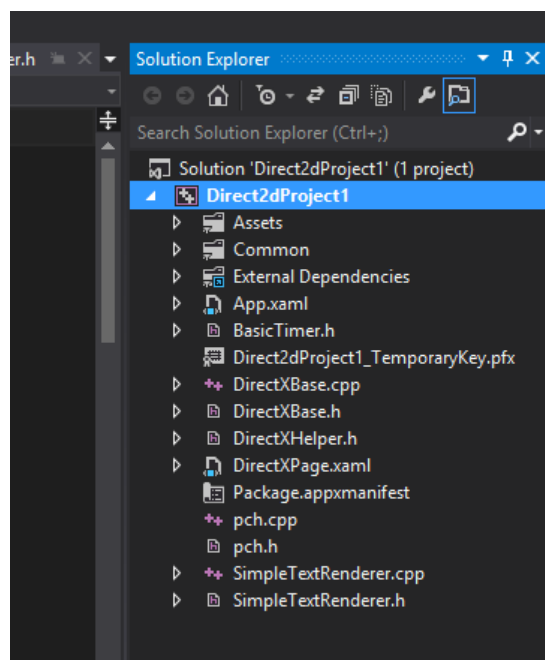 er.h
Solution Explorer
Search Solution Explorer (Ctrl+;)
Solution 'Direct2dProject1' (1 project)
Direct2dProject1
Assets
Common
External Dependencies
App.xaml
BasicTimer.h
Direct2dProject1_TemporaryKey.pfx
DirectXBase.cpp
DirectXBase.h
DirectXHelper.h
DirectXPage.xaml
Package.appxmanifest
pch.cpp
pch.h
SimpleTextRenderer.cpp
SimpleTextRenderer.h